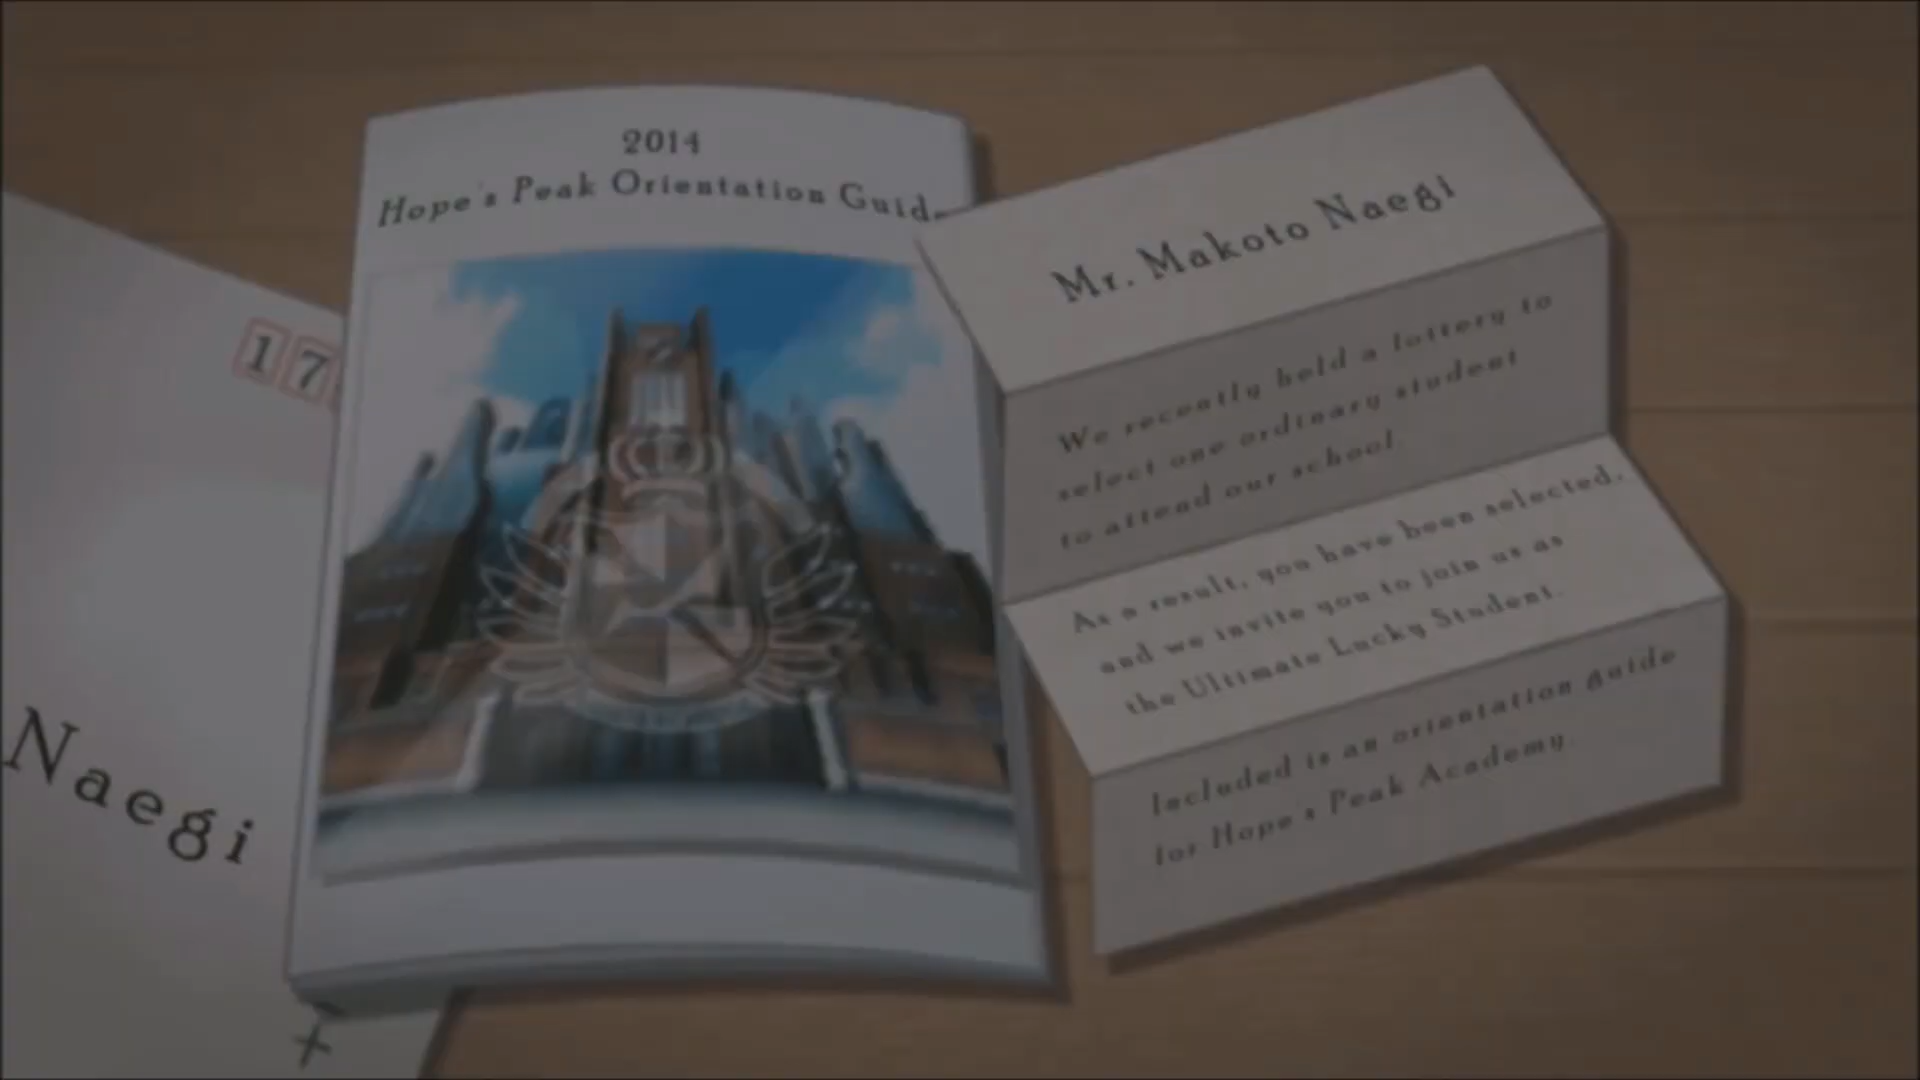 17
Naegi
2014
Hope's Peak Orientation Guide
Mr. Makoto Naegi
We recently held a lottery to
select one ordinary student
to attend our school.
As a result, you have been selected,
and we invite you to join us as
the Ultimate Lucky Student.
Included is an orientation guide
for Hope's Peak Academy.